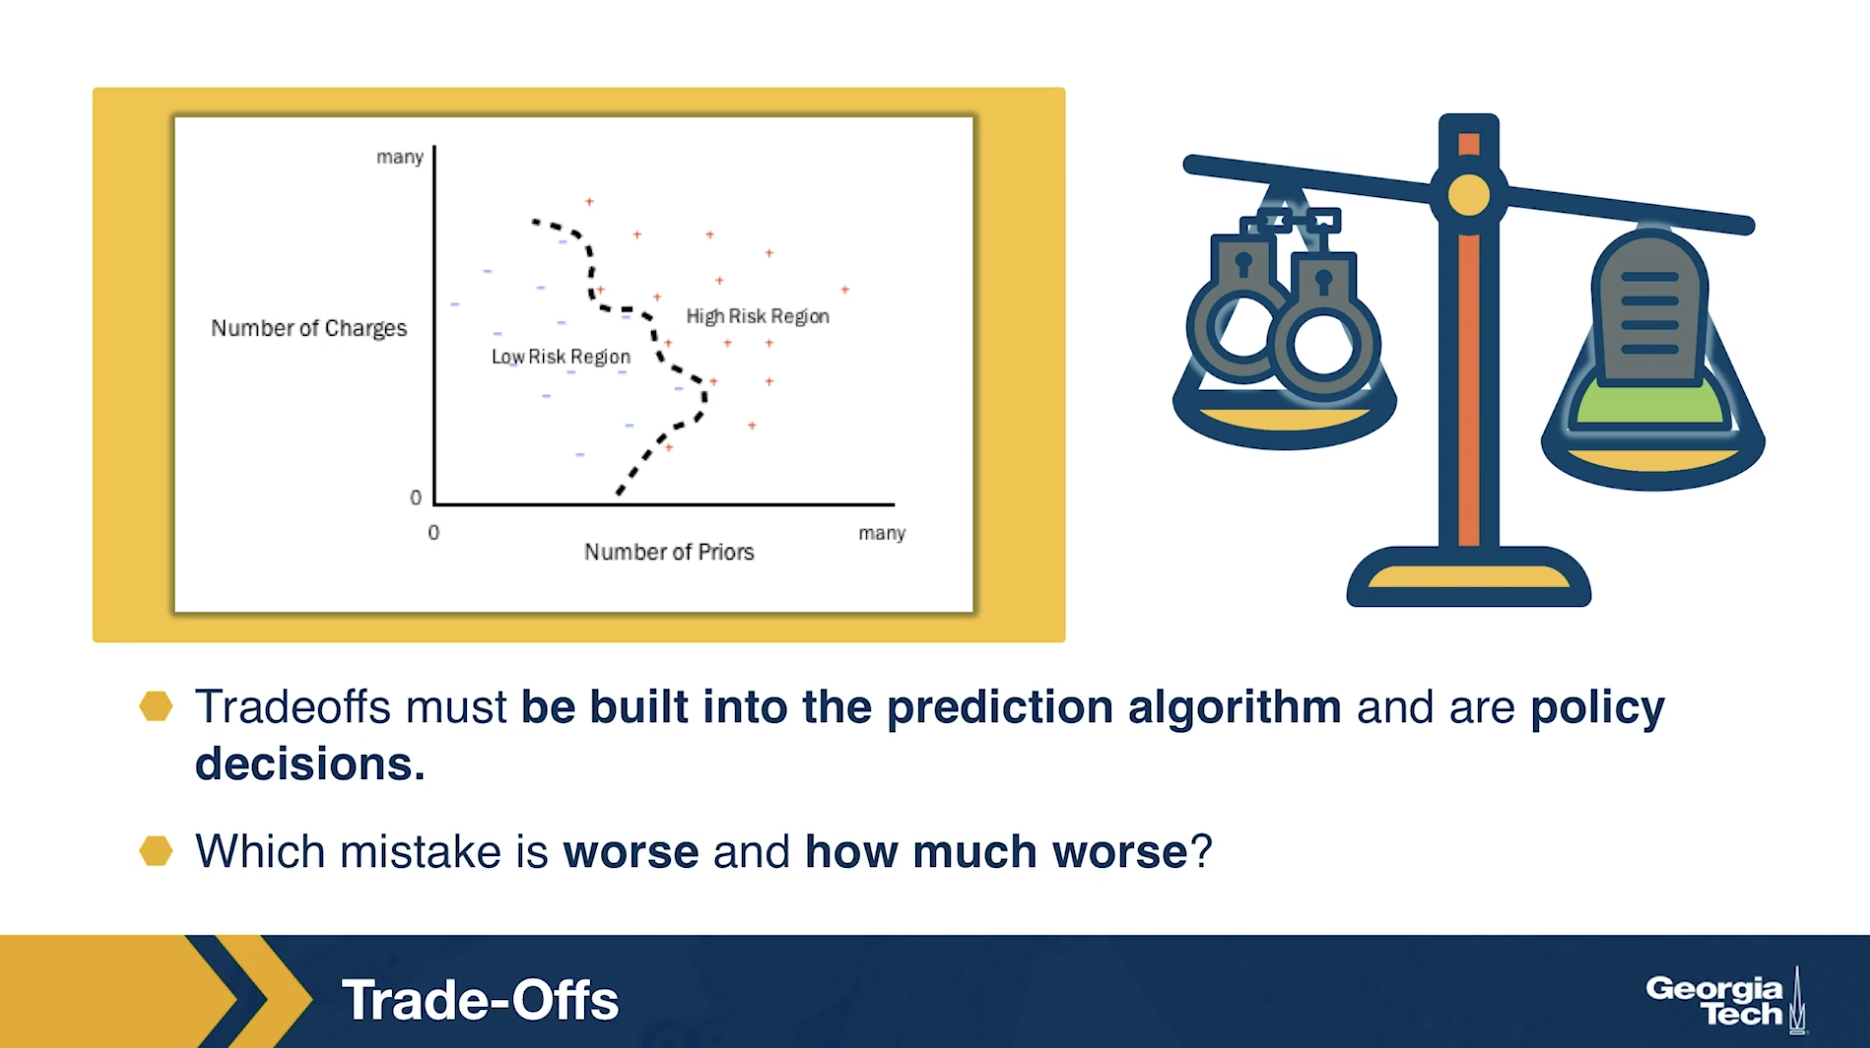 many
Number of Charges
High Risk Region
Low Risk Region
0
0
many
Number of Priors
Tradeoffs must be built into the prediction algorithm and are policy
decisions.
Which mistake is worse and how much worse?
Trade-Offs
Georgia
Tech